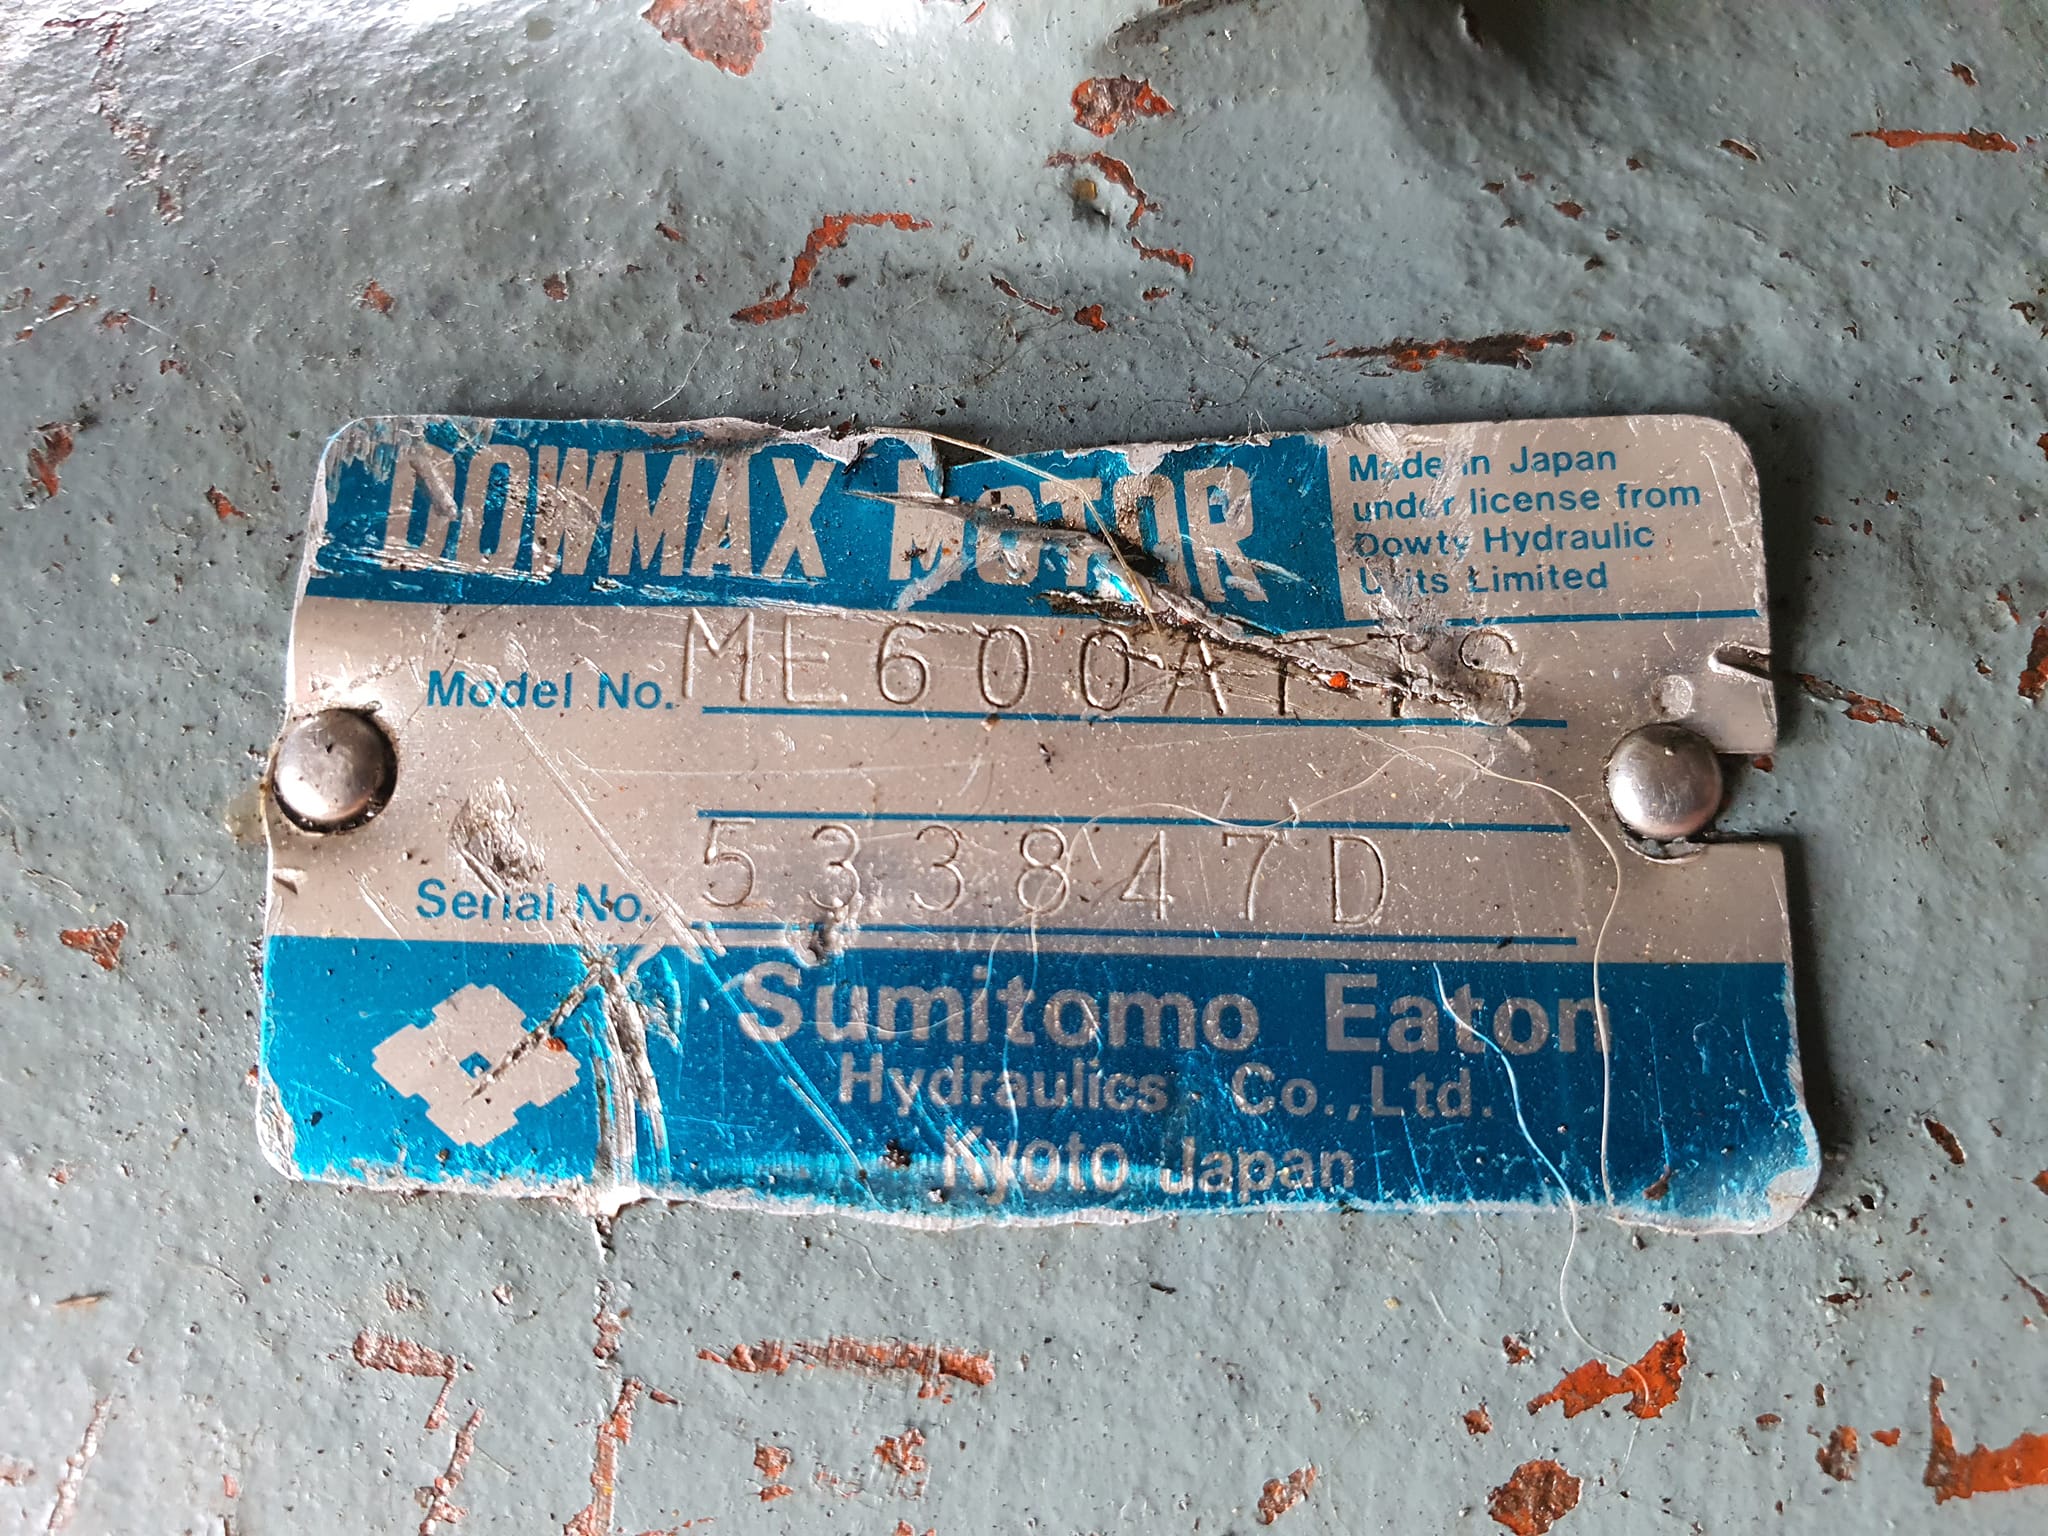 DOWMAX MOTOR
Made in Japan
under license from
Dowty Hydraulic
Units Limited
Model No.
Serial No. 533847D
Sumitomo Eaton
Hydraulics Co., Ltd.
Kyoto Japan